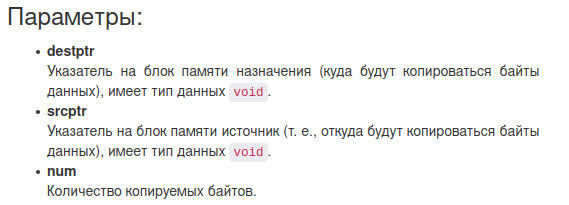 Параметры:
• destptr
Указатель на блок памяти назначения (куда будут копироваться байты
данных), имеет тип данных void.
• srcptr
Указатель на блок памяти источник (т. е., откуда будут копироваться байты
данных), имеет тип данных void.
• num
Количество копируемых байтов.